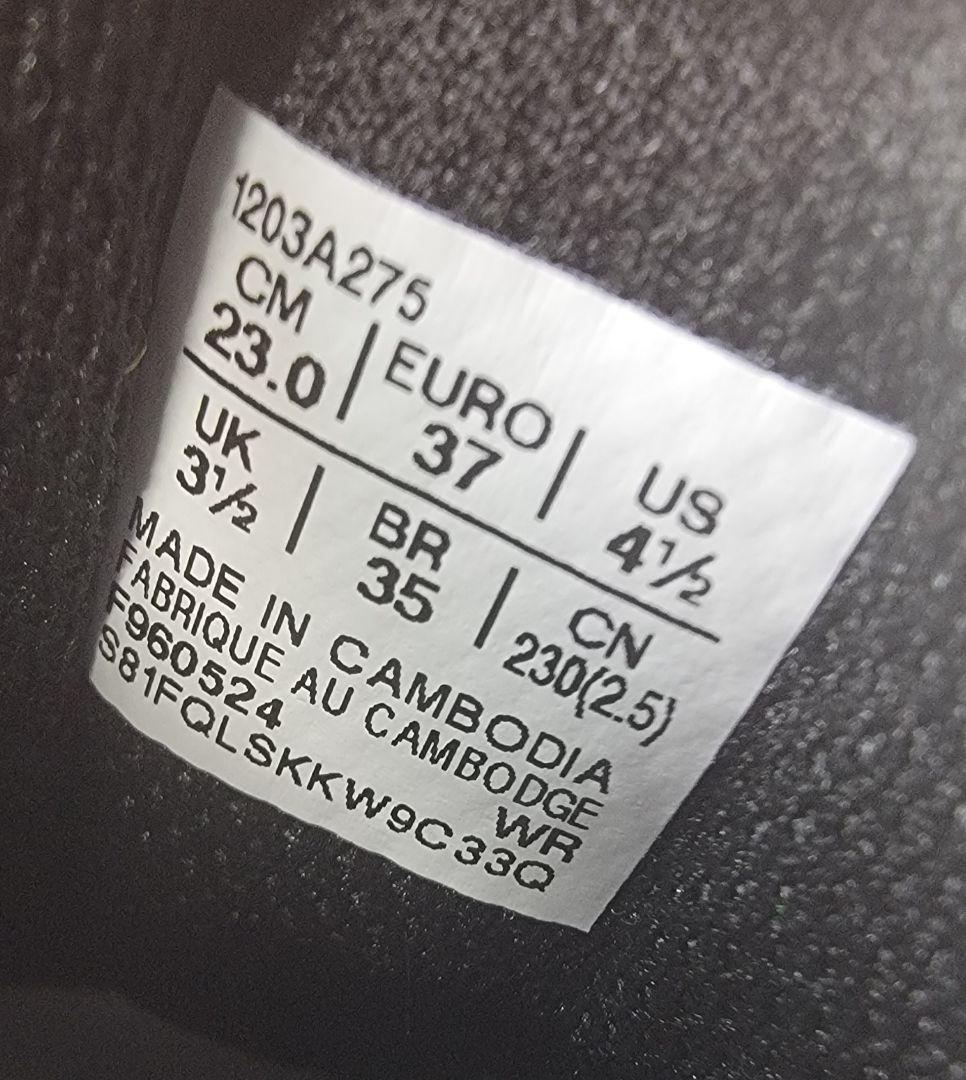 1203A275
CM | EURO | US
23.0 37 4½
UK | BR | CN
3½ 35 230(2.5)
MADE IN CAMBODIA
FABRIQUE AU CAMBODGE
F960524 WR
S81FQLSKKW9C33Q